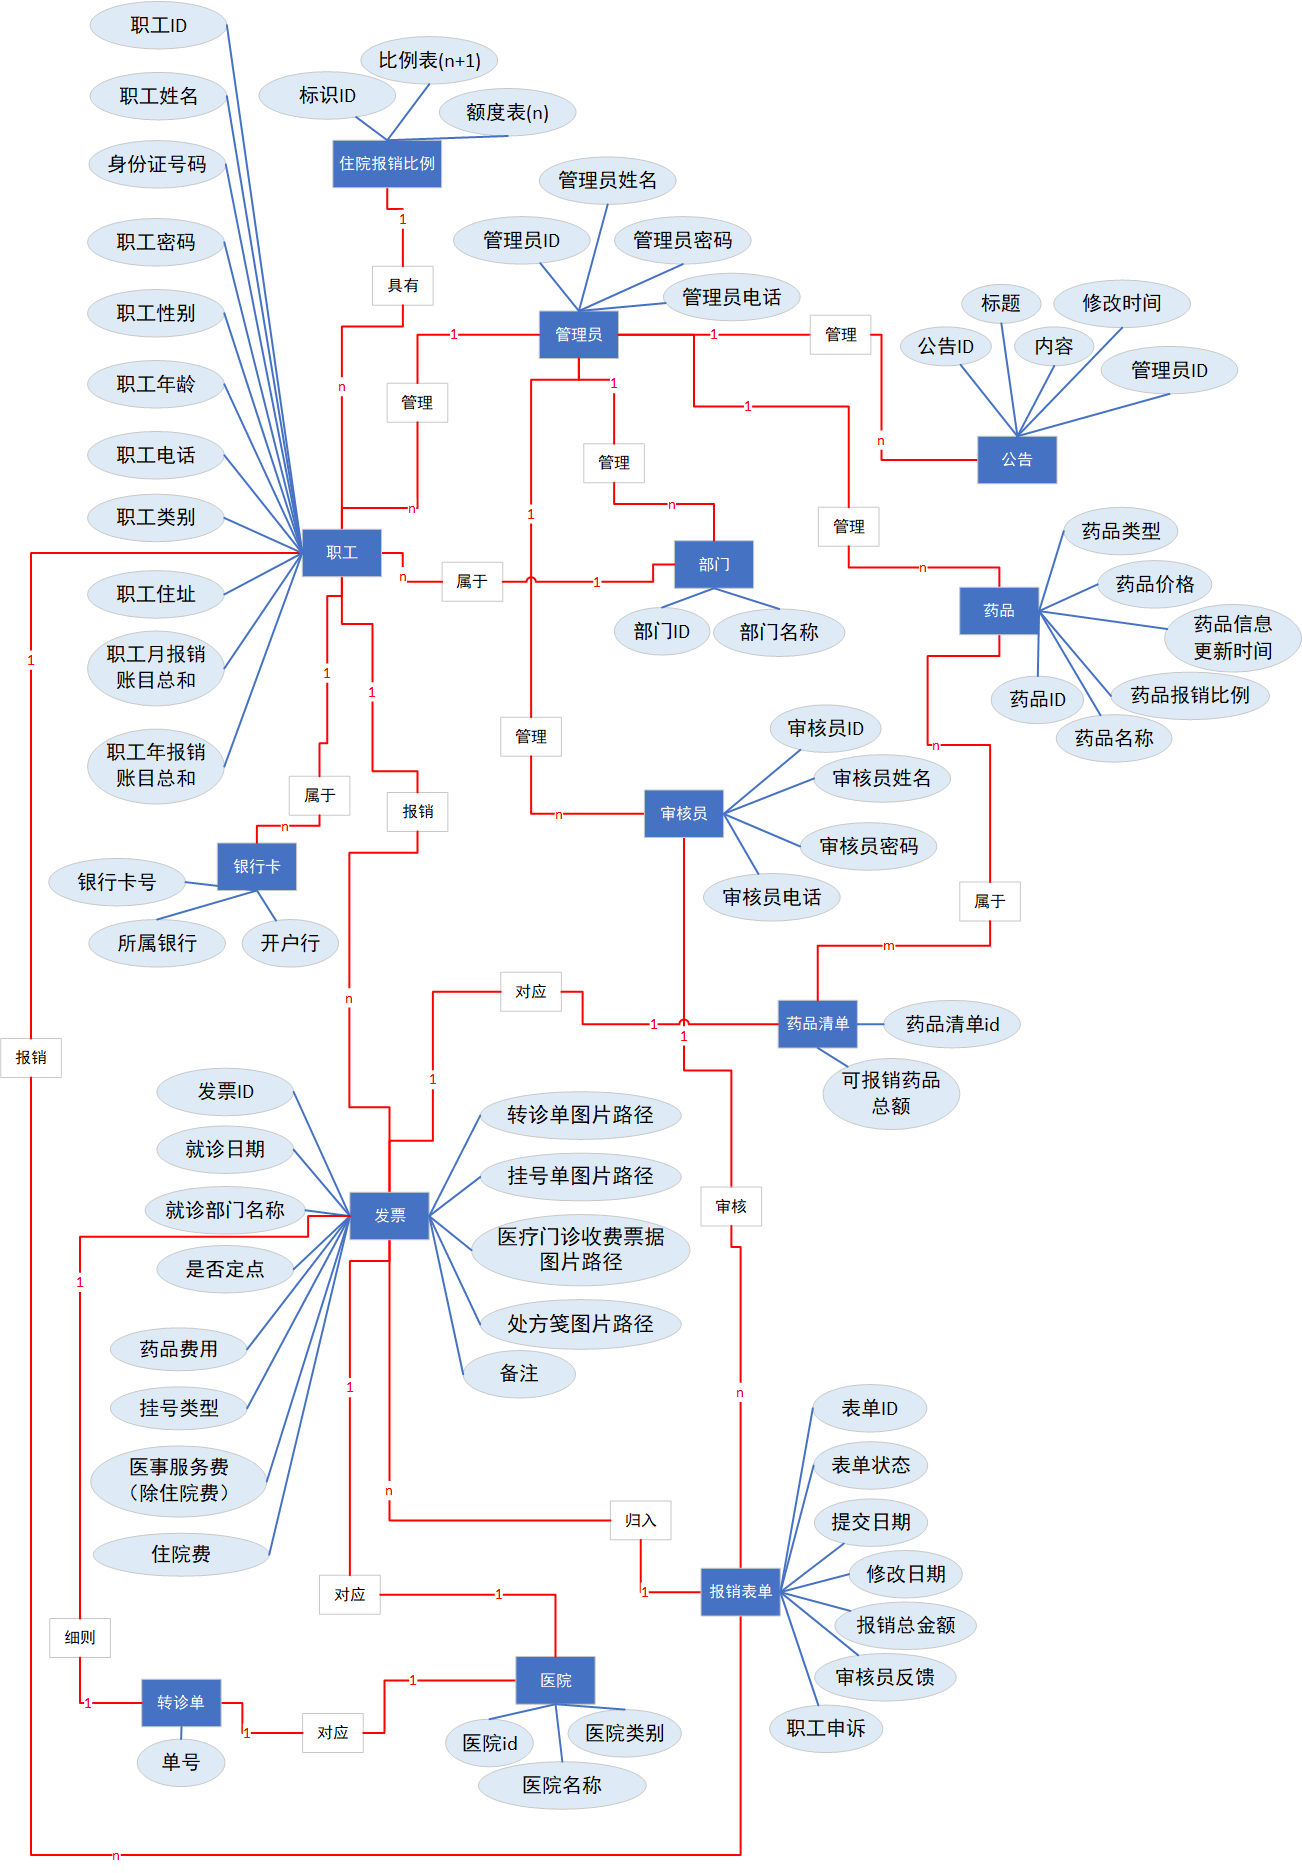 职工ID
职工姓名
身份证号码
职工密码
职工性别
职工年龄
职工电话
职工类别
职工住址
职工月报销
账目总和
职工年报销
账目总和
比例表(n+1)
标识ID
额度表(n)
住院报销比例
1
具有
n
管理员姓名
管理员ID
管理员密码
管理员电话
管理员
1
管理
n
1
管理
n
标题
修改时间
公告ID
内容
管理员ID
公告
1
管理
n
1
管理
n
1
管理
n
职工
n
属于
1
部门
部门ID
部门名称
药品
药品类型
药品价格
药品信息
更新时间
药品ID
药品报销比例
药品名称
n
属于
m
1
属于
n
1
报销
n
银行卡
银行卡号
所属银行
开户行
审核员
审核员ID
审核员姓名
审核员密码
审核员电话
对应
1
1
药品清单
药品清单id
可报销药品
总额
1
报销
n
1
审核
n
发票
发票ID
就诊日期
就诊部门名称
是否定点
药品费用
挂号类型
医事服务费
（除住院费）
住院费
转诊单图片路径
挂号单图片路径
医疗门诊收费票据
图片路径
处方笺图片路径
备注
1
细则
1
1
对应
1
n
归入
1
报销表单
表单ID
表单状态
提交日期
修改日期
报销总金额
审核员反馈
职工申诉
转诊单
单号
1
对应
1
医院
医院id
医院类别
医院名称